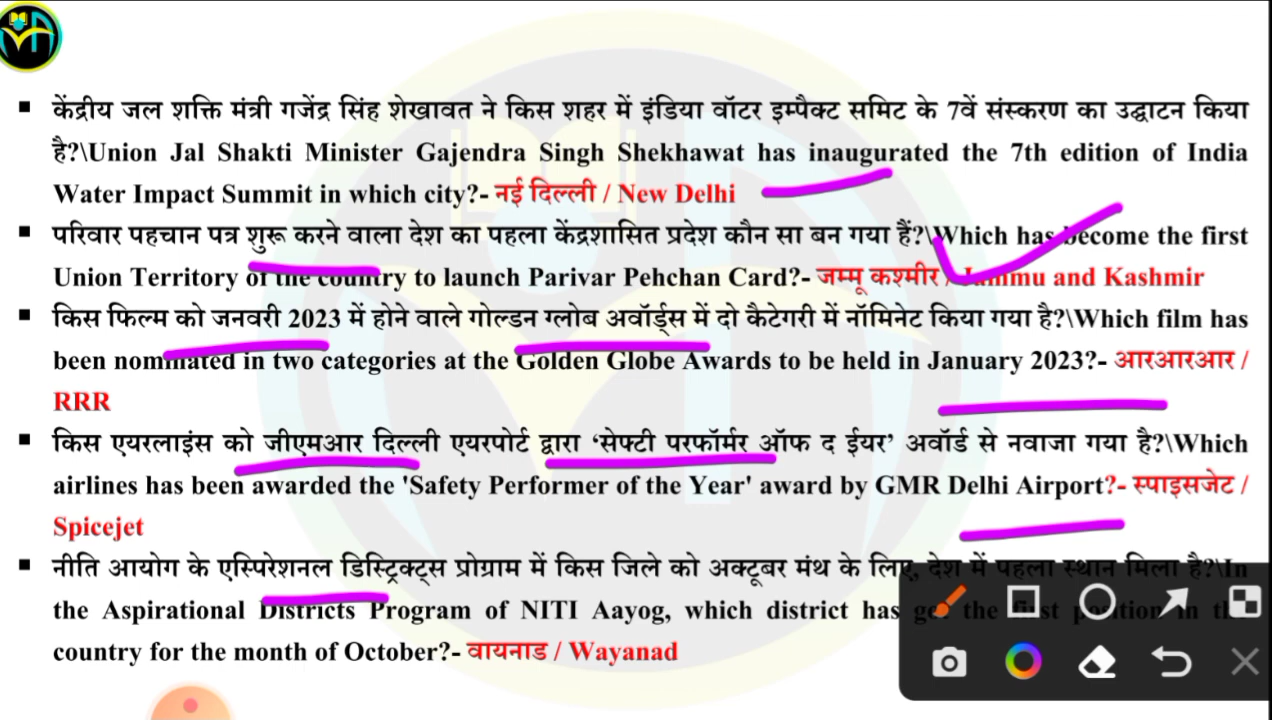 ▪ केंद्रीय जल शक्ति मंत्री गजेंद्र सिंह शेखावत ने किस शहर में इंडिया वॉटर इम्पैक्ट समिट के 7वें संस्करण का उद्घाटन किया
है?\Union Jal Shakti Minister Gajendra Singh Shekhawat has inaugurated the 7th edition of India
Water Impact Summit in which city?- नई दिल्ली / New Delhi
▪ परिवार पहचान पत्र शुरू करने वाला देश का पहला केंद्रशासित प्रदेश कौन सा बन गया हैं?\Which has become the first
Union Territory of the country to launch Parivar Pehchan Card?- जम्मू कश्मीर / Jammu and Kashmir
▪ किस फिल्म को जनवरी 2023 में होने वाले गोल्डन ग्लोब अवॉर्ड्स में दो कैटेगरी में नॉमिनेट किया गया है?\Which film has
been nominated in two categories at the Golden Globe Awards to be held in January 2023?- आरआरआर /
RRR
▪ किस एयरलाइंस को जीएमआर दिल्ली एयरपोर्ट द्वारा ‘सेफ्टी परफॉर्मर ऑफ द ईयर’ अवॉर्ड से नवाजा गया है?\Which
airlines has been awarded the 'Safety Performer of the Year' award by GMR Delhi Airport?- स्पाइसजेट /
Spicejet
▪ नीति आयोग के एस्पिरेशनल डिस्ट्रिक्ट्स प्रोग्राम में किस जिले को अक्टूबर मंथ के लिए, देश में पहला स्थान मिला है?\In
the Aspirational Districts Program of NITI Aayog, which district has got the first position in the
country for the month of October?- वायनाड / Wayanad